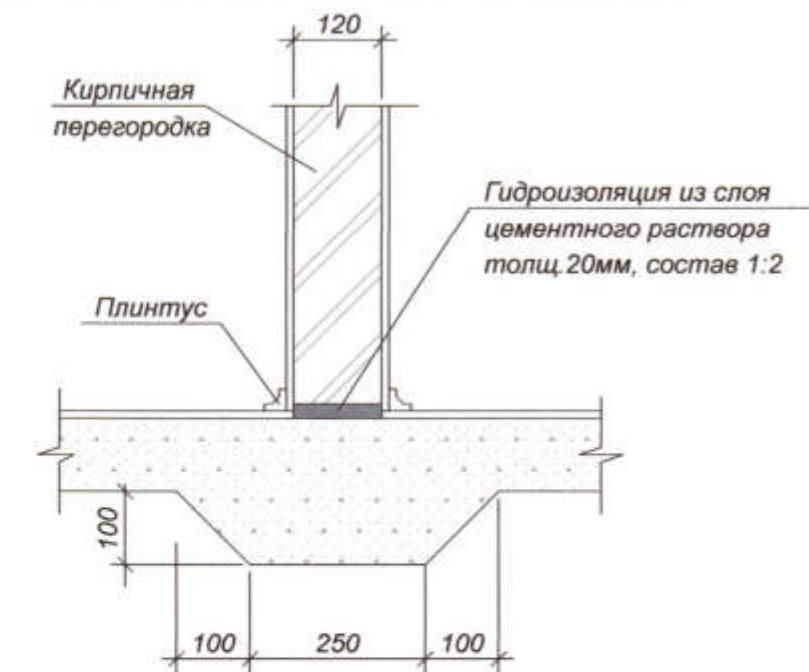 120
Кирпичная
перегородка
Гидроизоляция из слоя
цементного раствора
толщ.20мм, состав 1:2
Плинтус
100
100 250 100